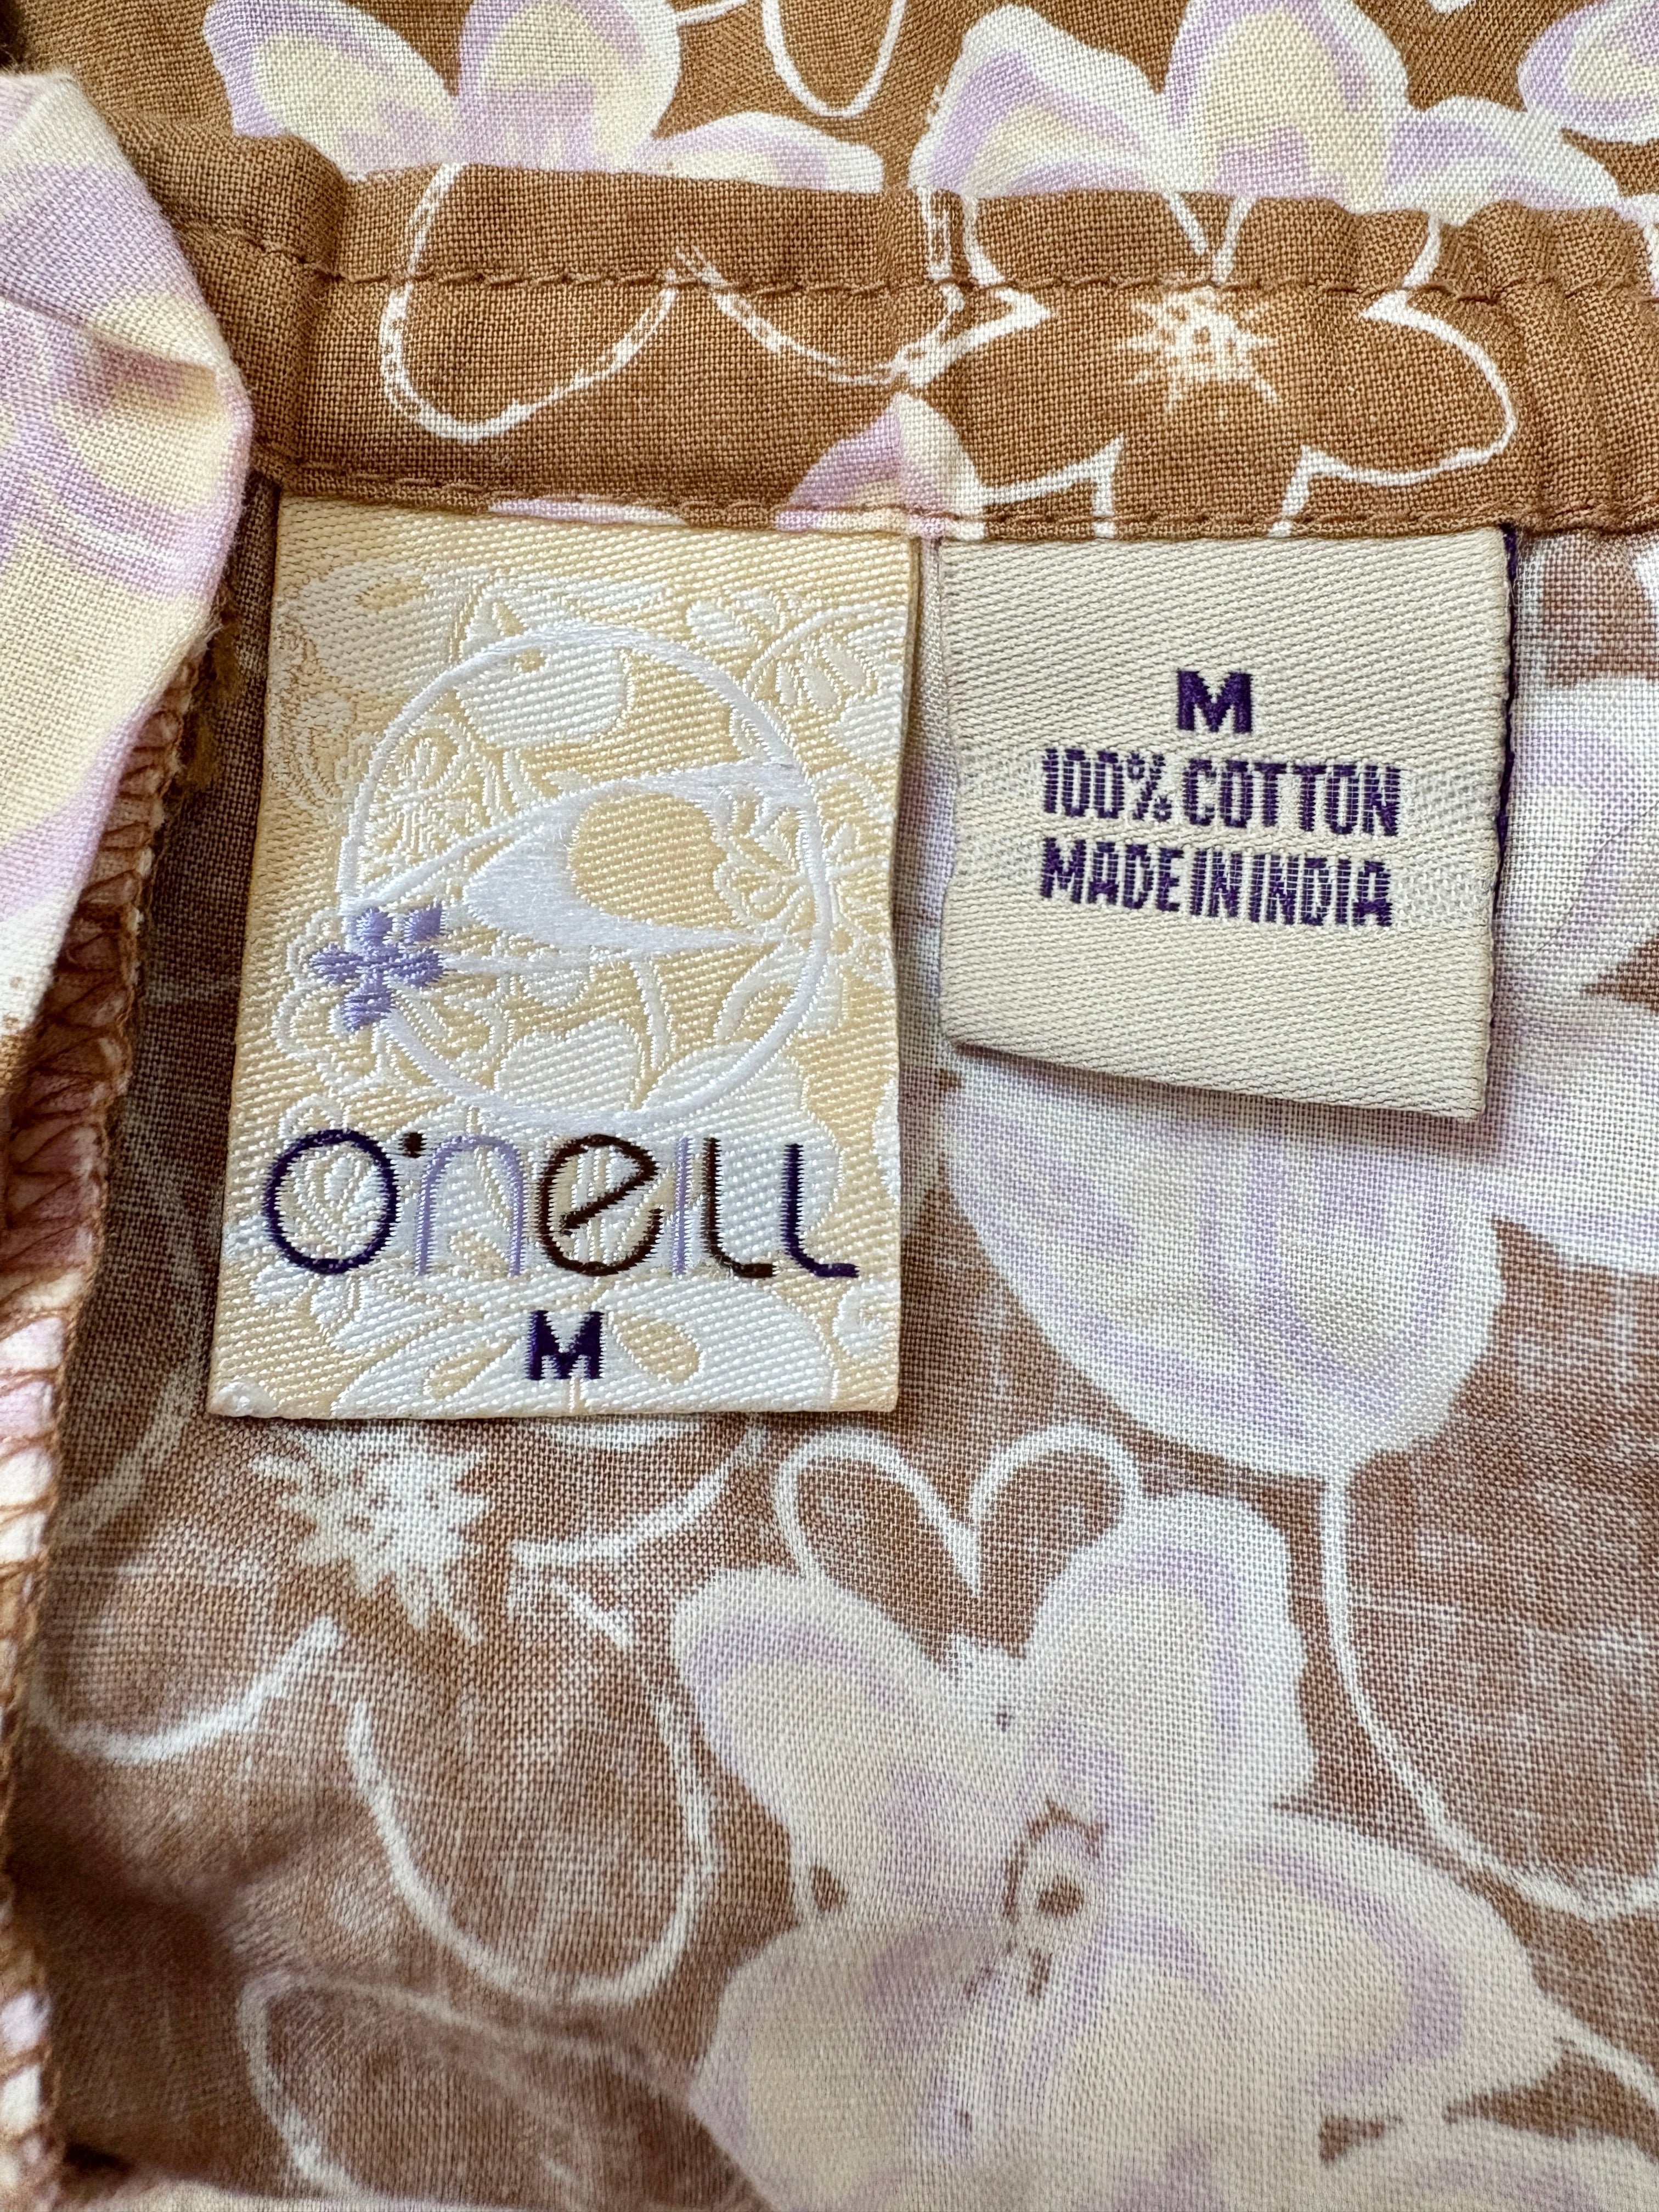 O'neill
M
M
100% COTTON
MADE IN INDIA